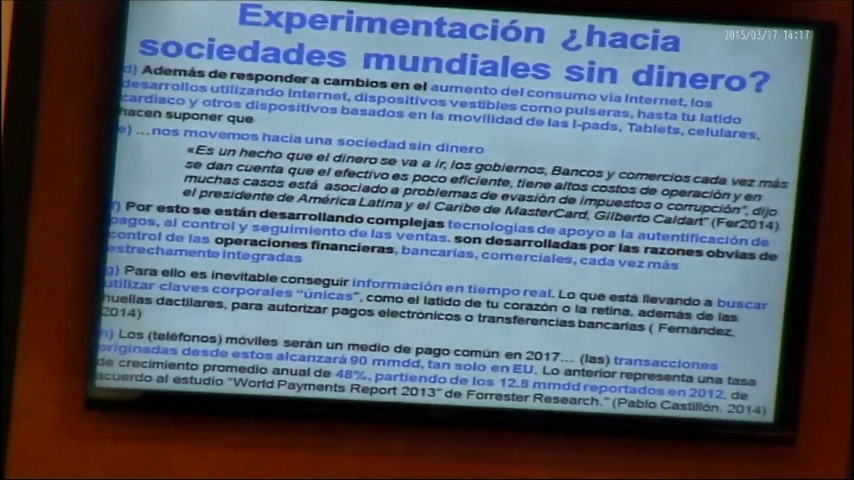 2015/03/17 14:17
Experimentación ¿hacia
sociedades mundiales sin dinero?
d) Además de responder a cambios en el aumento del consumo via Internet, los
desarrollos utilizando Internet, dispositivos vestibles como pulseras, hasta tu latido
cardiaco y otros dispositivos basados en la movilidad de las I-pads, Tablets, celulares,
hacen suponer que
e) ...nos movemos hacia una sociedad sin dinero
«Es un hecho que el dinero se va a ir, los gobiernos, Bancos y comercios cada vez más
se dan cuenta que el efectivo es poco eficiente, tiene altos costos de operación y en
muchas casos está asociado a problemas de evasión de impuestos o corrupción", dijo
el presidente de América Latina y el Caribe de MasterCard, Gilberto Caldart" (Fer2014)
f) Por esto se están desarrollando complejas tecnologías de apoyo a la autentificación de
pagos, al control y seguimiento de las ventas. son desarrolladas por las razones obvias de
control de las operaciones financieras, bancarias, comerciales, cada vez más
estrechamente integradas
g) Para ello es inevitable conseguir información en tiempo real. Lo que está llevando a buscar
utilizar claves corporales "únicas", como el latido de tu corazón o la retina, además de las
huellas dactilares, para autorizar pagos electrónicos o transferencias bancarias ( Fernández,
2014)
h) Los (teléfonos) móviles serán un medio de pago común en 2017... (las) transacciones
originadas desde estos alcanzará 90 mmdd, tan solo en EU. Lo anterior representa una tasa
de crecimiento promedio anual de 48%, partiendo de los 12.8 mmdd reportados en 2012, de
acuerdo al estudio "World Payments Report 2013" de Forrester Research." (Pablo Castillón, 2014)